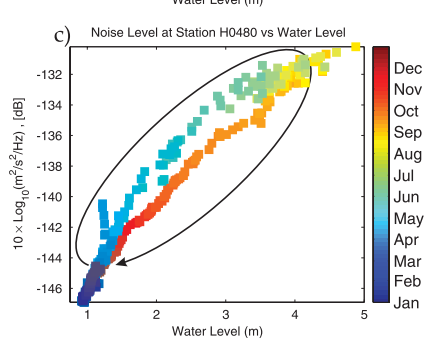 Water Level (m)
c)
Noise Level at Station H0480 vs Water Level
10 × Log10(m2/s2/Hz) , [dB]
-132
-134
-136
-138
-140
-142
-144
-146
1
2
3
4
5
Water Level (m)
Dec
Nov
Oct
Sep
Aug
Jul
Jun
May
Apr
Mar
Feb
Jan